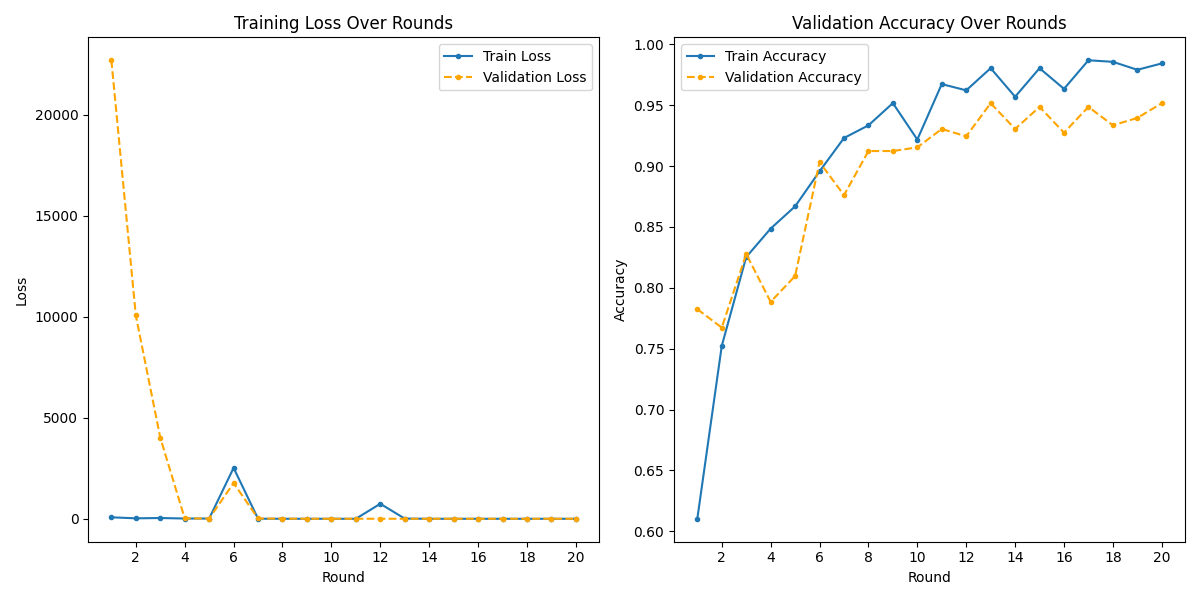 Training Loss Over Rounds
Train Loss
Validation Loss
20000
15000
10000
5000
0
Loss
2 4 6 8 10 12 14 16 18 20
Round
Validation Accuracy Over Rounds
Train Accuracy
Validation Accuracy
1.00
0.95
0.90
0.85
0.80
0.75
0.70
0.65
0.60
Accuracy
2 4 6 8 10 12 14 16 18 20
Round